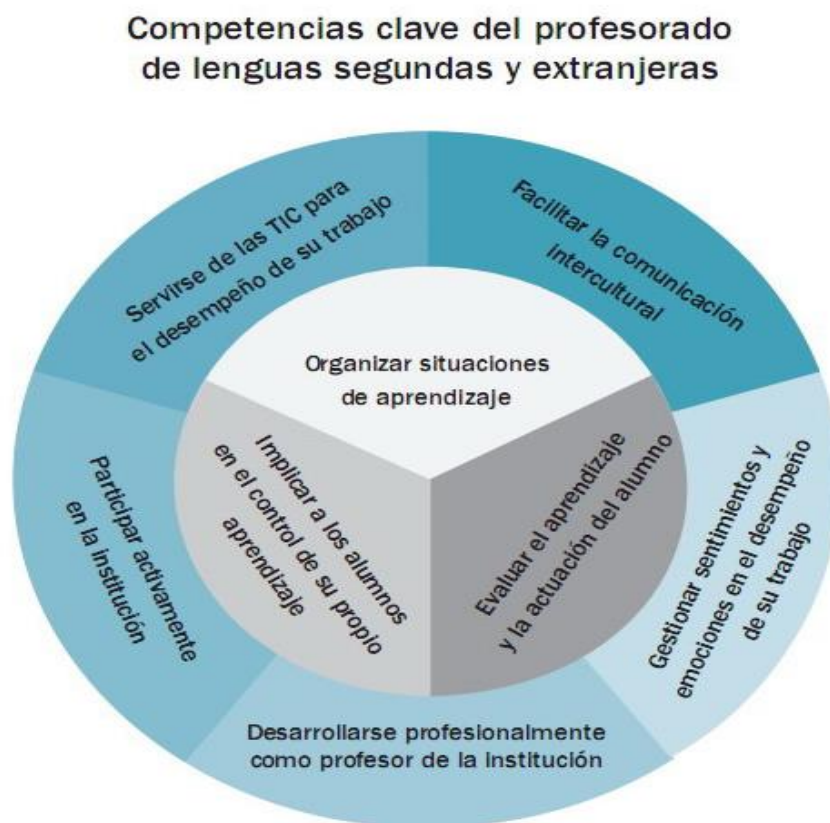 Competencias clave del profesorado
de lenguas segundas y extranjeras
Servirse de las TIC para
el desempeño de su trabajo
Facilitar la comunicación
intercultural
Organizar situaciones
de aprendizaje
Implicar a los alumnos
en el control de su propio
aprendizaje
Evaluar el aprendizaje
y la actuación del alumno
Participar activamente
en la institución
Gestionar sentimientos y
emociones en el desempeño
de su trabajo
Desarrollarse profesionalmente
como profesor de la institución